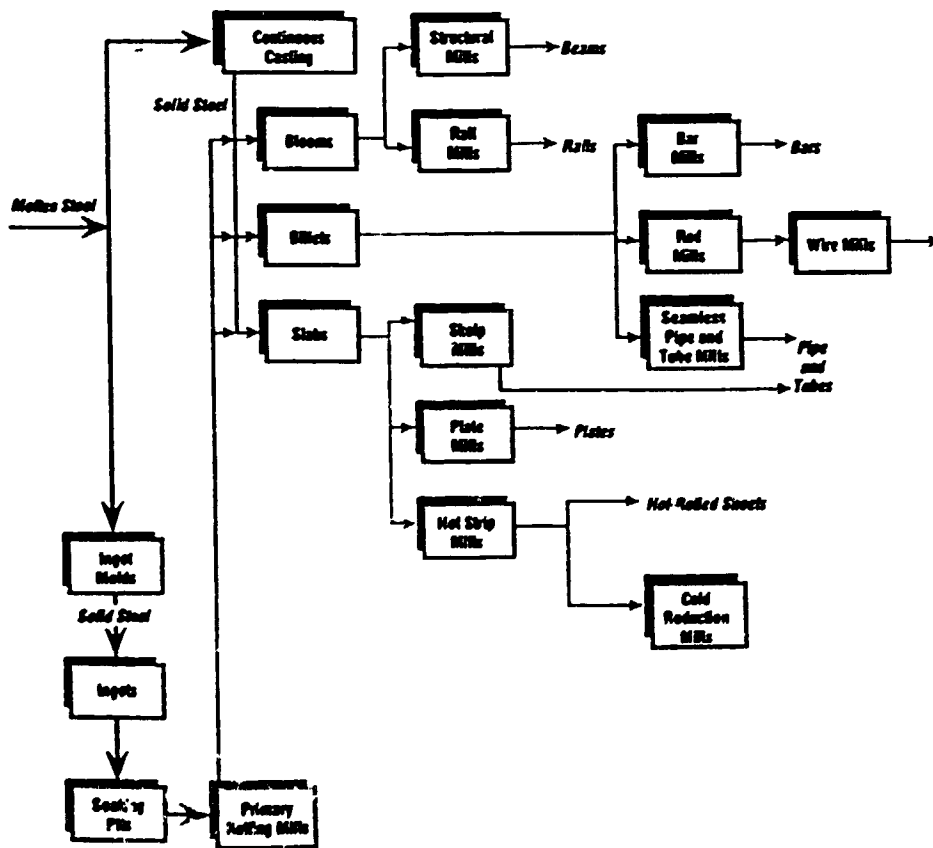 Continuous
Casting
Structural
Mills
Beams
Solid Steel
Blooms
Rail
Mills
Rails
Bar
Mills
Bars
Molten Steel
Billets
Rod
Mills
Wire Mills
Slabs
Skelp
Mills
Seamless
Pipe and
Tube Mills
Pipe
and
Tubes
Plate
Mills
Plates
Hot Strip
Mills
Hot-Rolled Sheets
Ingot
Molds
Solid Steel
Cold
Reduction
Mills
Ingots
Soaking
Pits
Primary
Rolling Mills